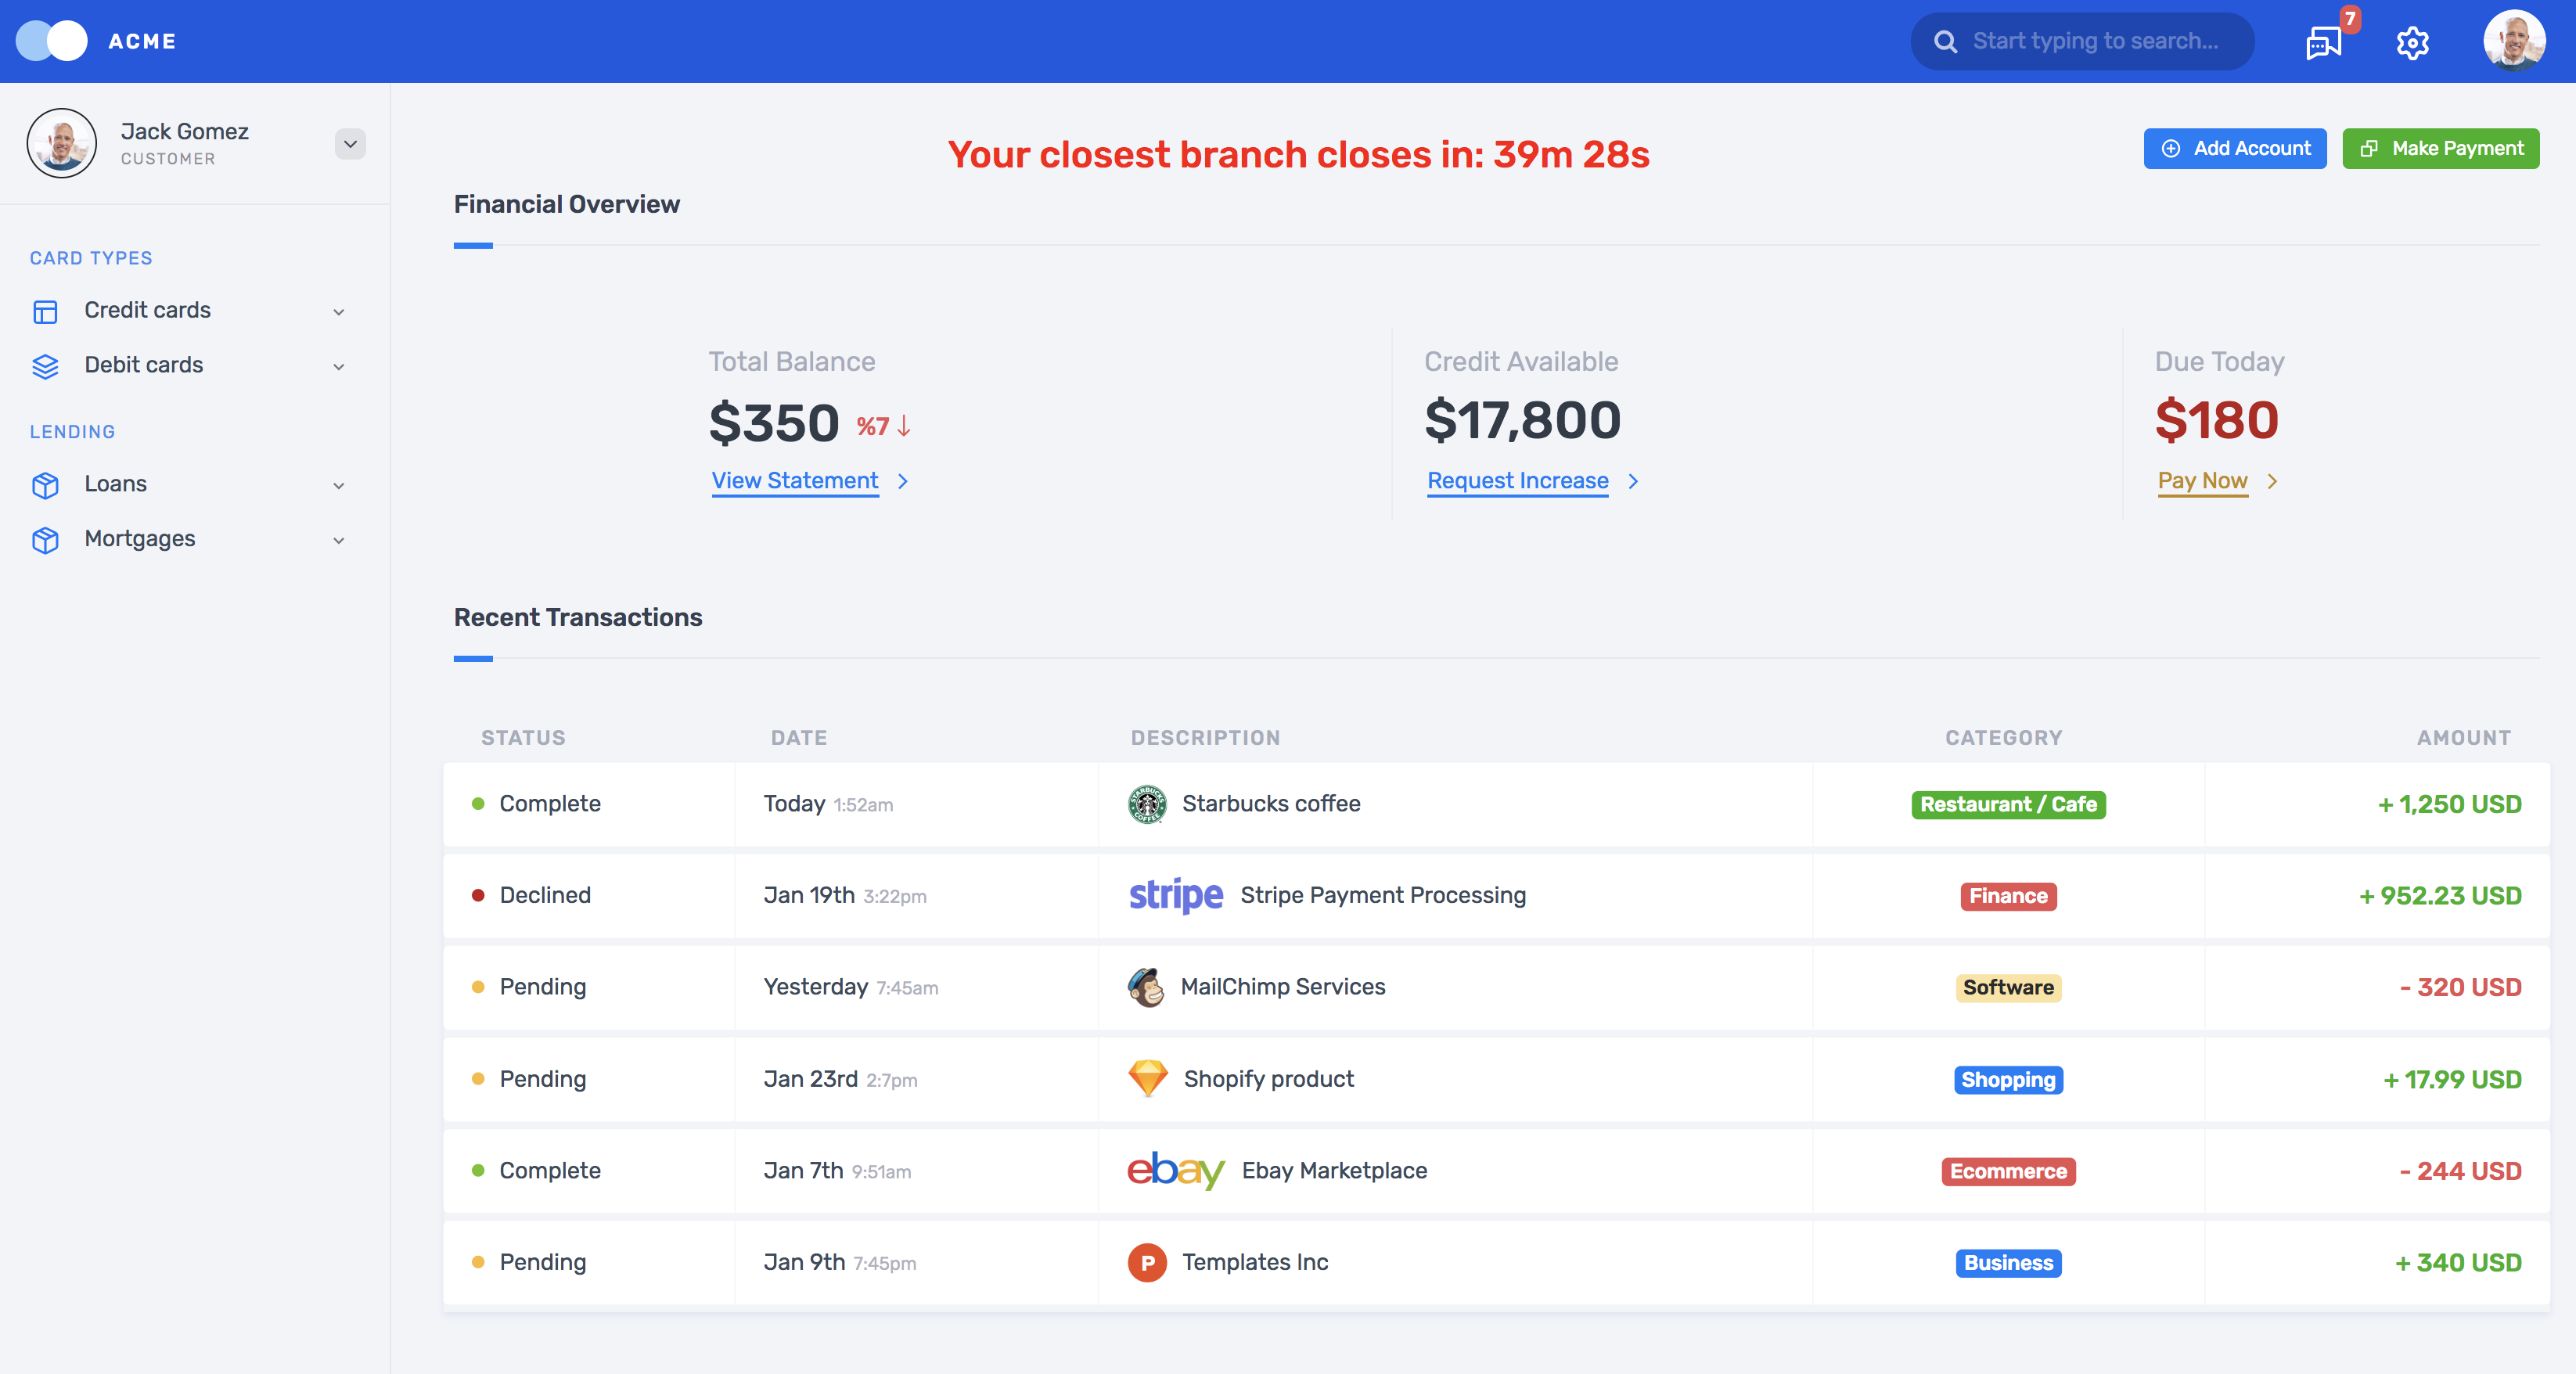 ACME
Start typing to search...
7
Jack Gomez
CUSTOMER
Your closest branch closes in: 39m 28s
Add Account
Make Payment
Financial Overview
CARD TYPES
Credit cards
Debit cards
LENDING
Loans
Mortgages
Total Balance
$350 %7
View Statement
Credit Available
$17,800
Request Increase
Due Today
$180
Pay Now
Recent Transactions
STATUS DATE DESCRIPTION CATEGORY AMOUNT
Complete Today 1:52am STARBUCKS COFFEE Starbucks coffee Restaurant / Cafe + 1,250 USD
Declined Jan 19th 3:22pm stripe Stripe Payment Processing Finance + 952.23 USD
Pending Yesterday 7:45am MailChimp Services Software - 320 USD
Pending Jan 23rd 2:7pm Shopify product Shopping + 17.99 USD
Complete Jan 7th 9:51am ebay Ebay Marketplace Ecommerce - 244 USD
Pending Jan 9th 7:45pm P Templates Inc Business + 340 USD